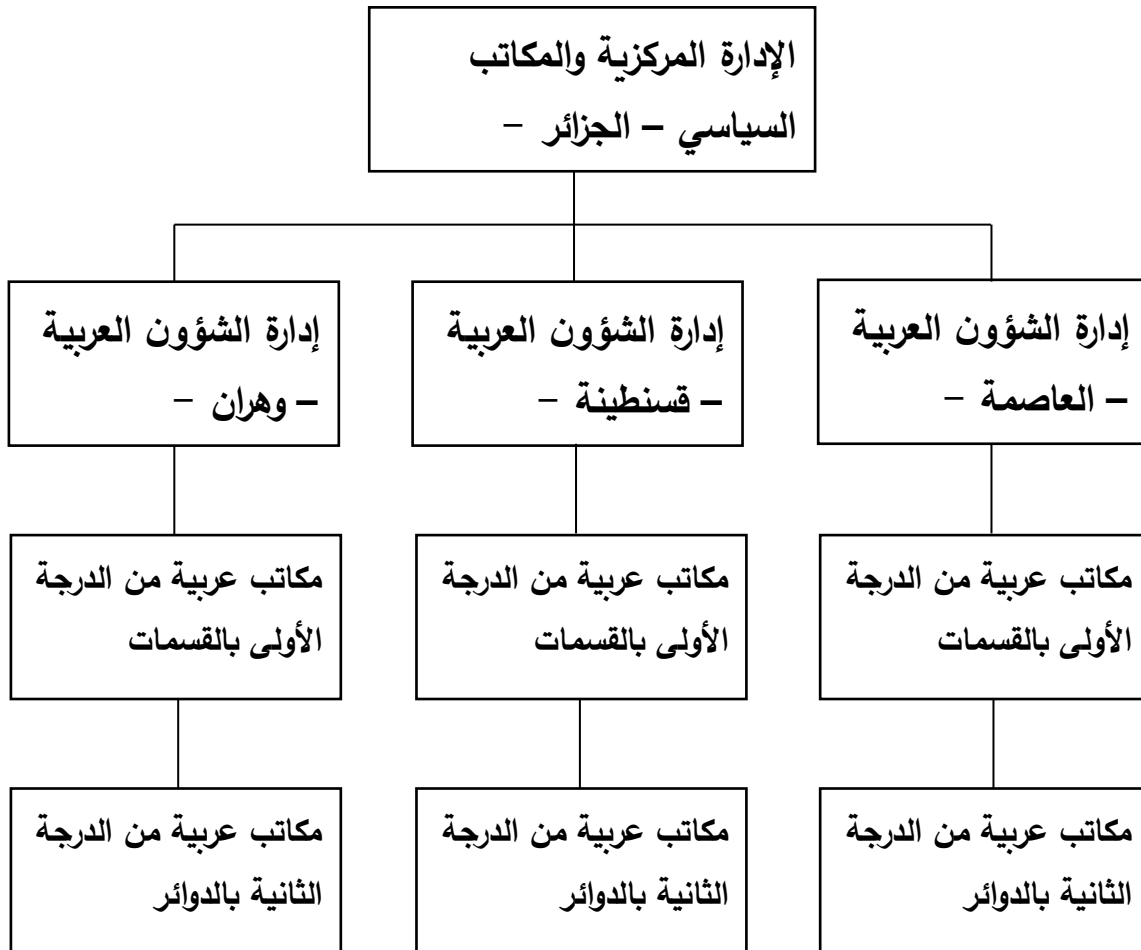 الإدارة المركزية والمكاتب
السياسي – الجزائر –
إدارة الشؤون العربية
– العاصمة –
إدارة الشؤون العربية
– قسنطينة –
إدارة الشؤون العربية
– وهران –
مكاتب عربية من الدرجة
الأولى بالقسمات
مكاتب عربية من الدرجة
الأولى بالقسمات
مكاتب عربية من الدرجة
الأولى بالقسمات
مكاتب عربية من الدرجة
الثانية بالدوائر
مكاتب عربية من الدرجة
الثانية بالدوائر
مكاتب عربية من الدرجة
الثانية بالدوائر